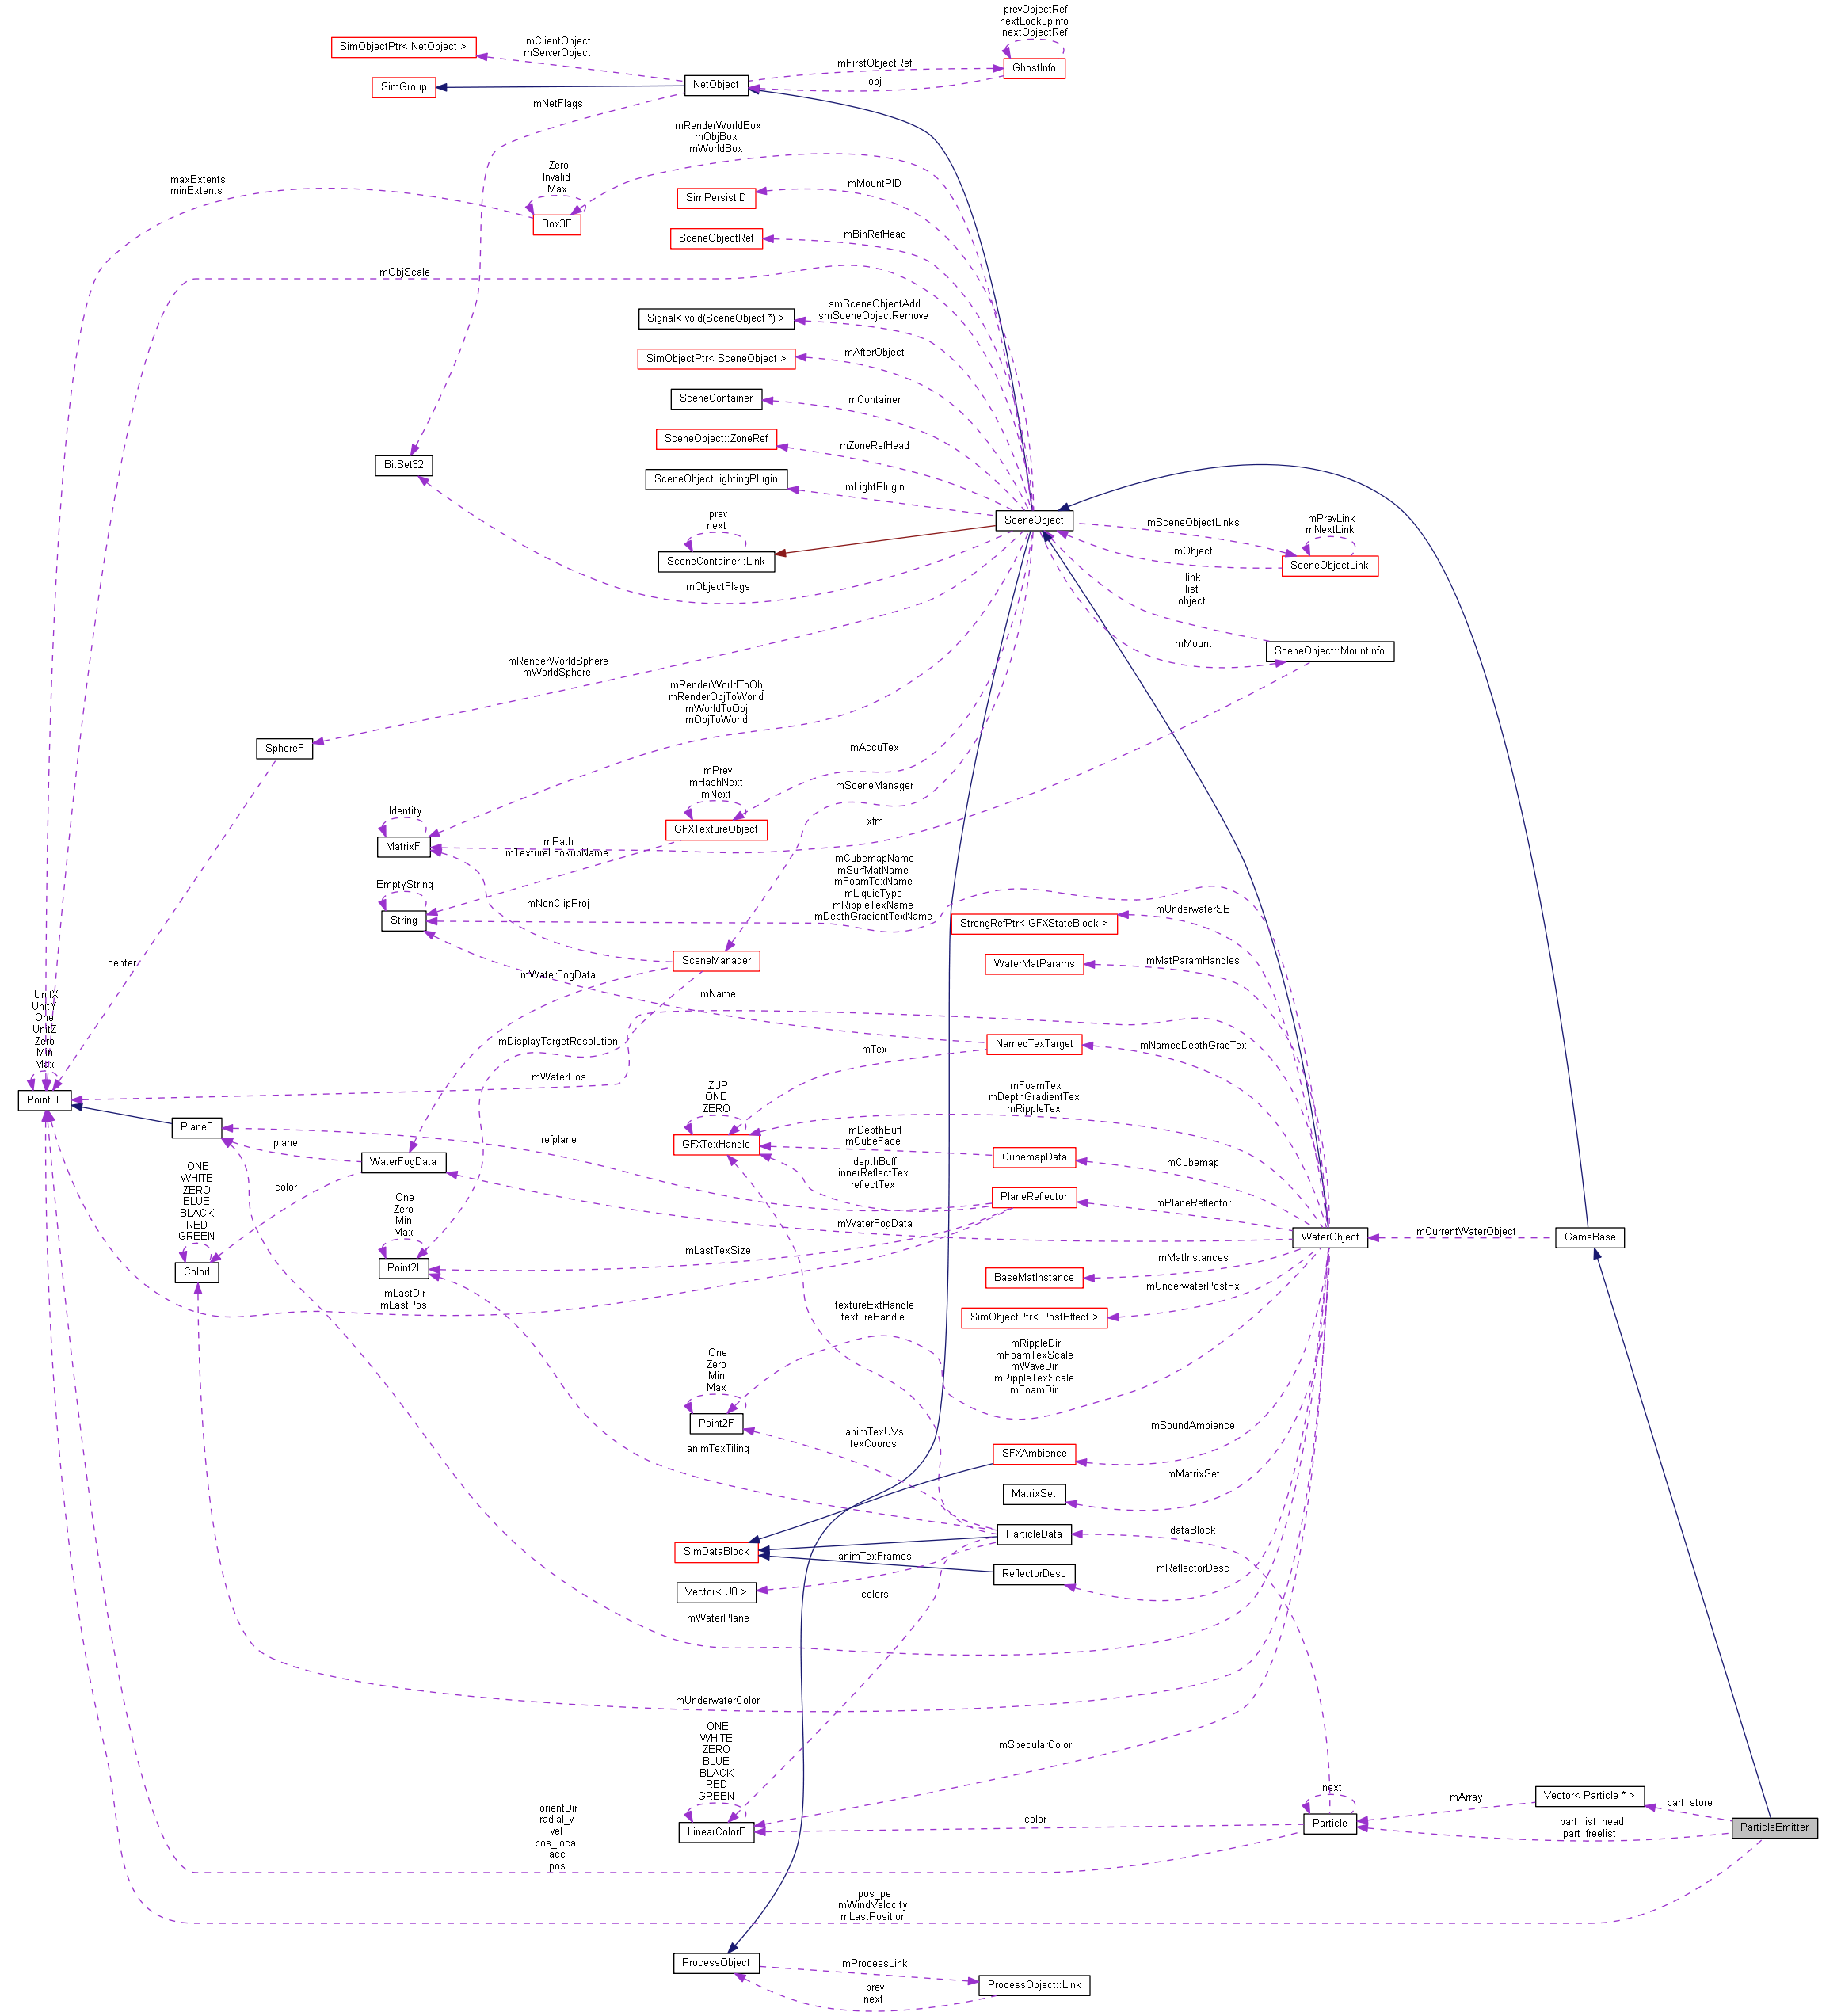 prevObjectRef
nextLookupInfo
nextObjectRef
SimObjectPtr< NetObject >
mClientObject
mServerObject
mFirstObjectRef
GhostInfo
obj
SimGroup
NetObject
mNetFlags
mRenderWorldBox
mObjBox
mWorldBox
Zero
Invalid
Max
maxExtents
minExtents
Box3F
SimPersistID
mMountPID
SceneObjectRef
mBinRefHead
mObjScale
Signal< void(SceneObject *) >
smSceneObjectAdd
smSceneObjectRemove
SimObjectPtr< SceneObject >
mAfterObject
SceneContainer
mContainer
SceneObject::ZoneRef
mZoneRefHead
BitSet32
SceneObjectLightingPlugin
mLightPlugin
prev
next
SceneObject
mSceneObjectLinks
mPrevLink
mNextLink
SceneContainer::Link
mObject
SceneObjectLink
mObjectFlags
link
list
object
mMount
SceneObject::MountInfo
mRenderWorldSphere
mWorldSphere
mRenderWorldToObj
mRenderObjToWorld
mWorldToObj
mObjToWorld
SphereF
mAccuTex
mPrev
mHashNext
mNext
mSceneManager
Identity
MatrixF
GFXTextureObject
xfm
mPath
mTextureLookupName
mCubemapName
mSurfMatName
mFoamTexName
mLiquidType
mRippleTexName
mDepthGradientTexName
EmptyString
String
mNonClipProj
StrongRefPtr< GFXStateBlock >
mUnderwaterSB
center
SceneManager
WaterMatParams
mMatParamHandles
mWaterFogData
mName
UnitX
UnitY
One
UnitZ
Zero
Min
Max
mDisplayTargetResolution
mTex
NamedTexTarget
mNamedDepthGradTex
mWaterPos
Point3F
ZUP
ONE
ZERO
mFoamTex
mDepthGradientTex
mRippleTex
PlaneF
refplane
GFXTexHandle
mDepthBuff
mCubeFace
CubemapData
mCubemap
plane
WaterFogData
depthBuff
innerReflectTex
reflectTex
PlaneReflector
mPlaneReflector
ONE
WHITE
ZERO
BLUE
BLACK
RED
GREEN
color
One
Zero
Min
Max
mWaterFogData
WaterObject
mCurrentWaterObject
GameBase
ColorI
Point2I
mLastTexSize
BaseMatInstance
mMatInstances
mLastDir
mLastPos
textureExtHandle
textureHandle
SimObjectPtr< PostEffect >
mUnderwaterPostFx
One
Zero
Min
Max
mRippleDir
mFoamTexScale
mWaveDir
mRippleTexScale
mFoamDir
Point2F
animTexTiling
animTexUVs
texCoords
SFXAmbience
mSoundAmbience
MatrixSet
mMatrixSet
ParticleData
dataBlock
SimDataBlock
animTexFrames
ReflectorDesc
mReflectorDesc
Vector< U8 >
colors
mWaterPlane
mUnderwaterColor
ONE
WHITE
ZERO
BLUE
BLACK
RED
GREEN
mSpecularColor
LinearColorF
color
next
Particle
mArray
Vector< Particle * >
part_store
part_list_head
part_freelist
ParticleEmitter
orientDir
radial_v
vel
pos_local
acc
pos
pos_pe
mWindVelocity
mLastPosition
ProcessObject
mProcessLink
ProcessObject::Link
prev
next